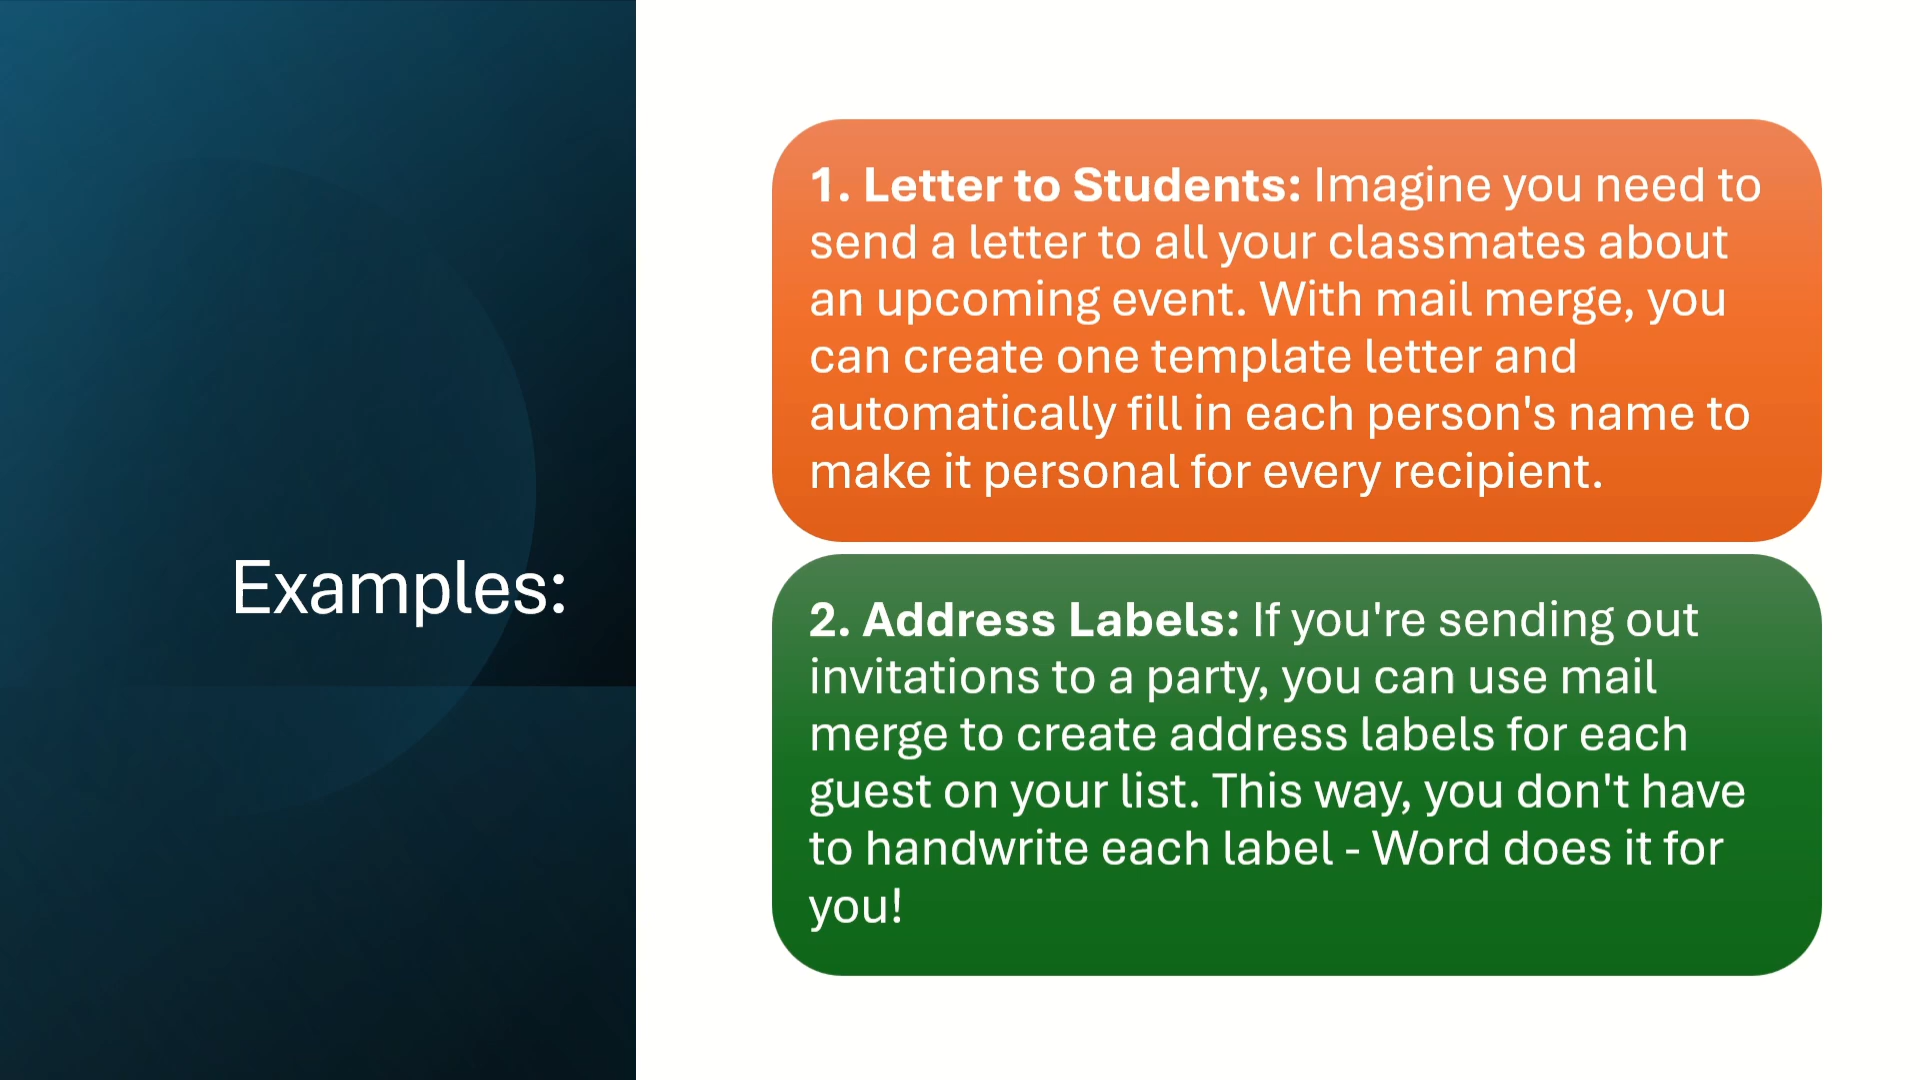 Examples:
1. Letter to Students: Imagine you need to
send a letter to all your classmates about
an upcoming event. With mail merge, you
can create one template letter and
automatically fill in each person's name to
make it personal for every recipient.
2. Address Labels: If you're sending out
invitations to a party, you can use mail
merge to create address labels for each
guest on your list. This way, you don't have
to handwrite each label - Word does it for
you!